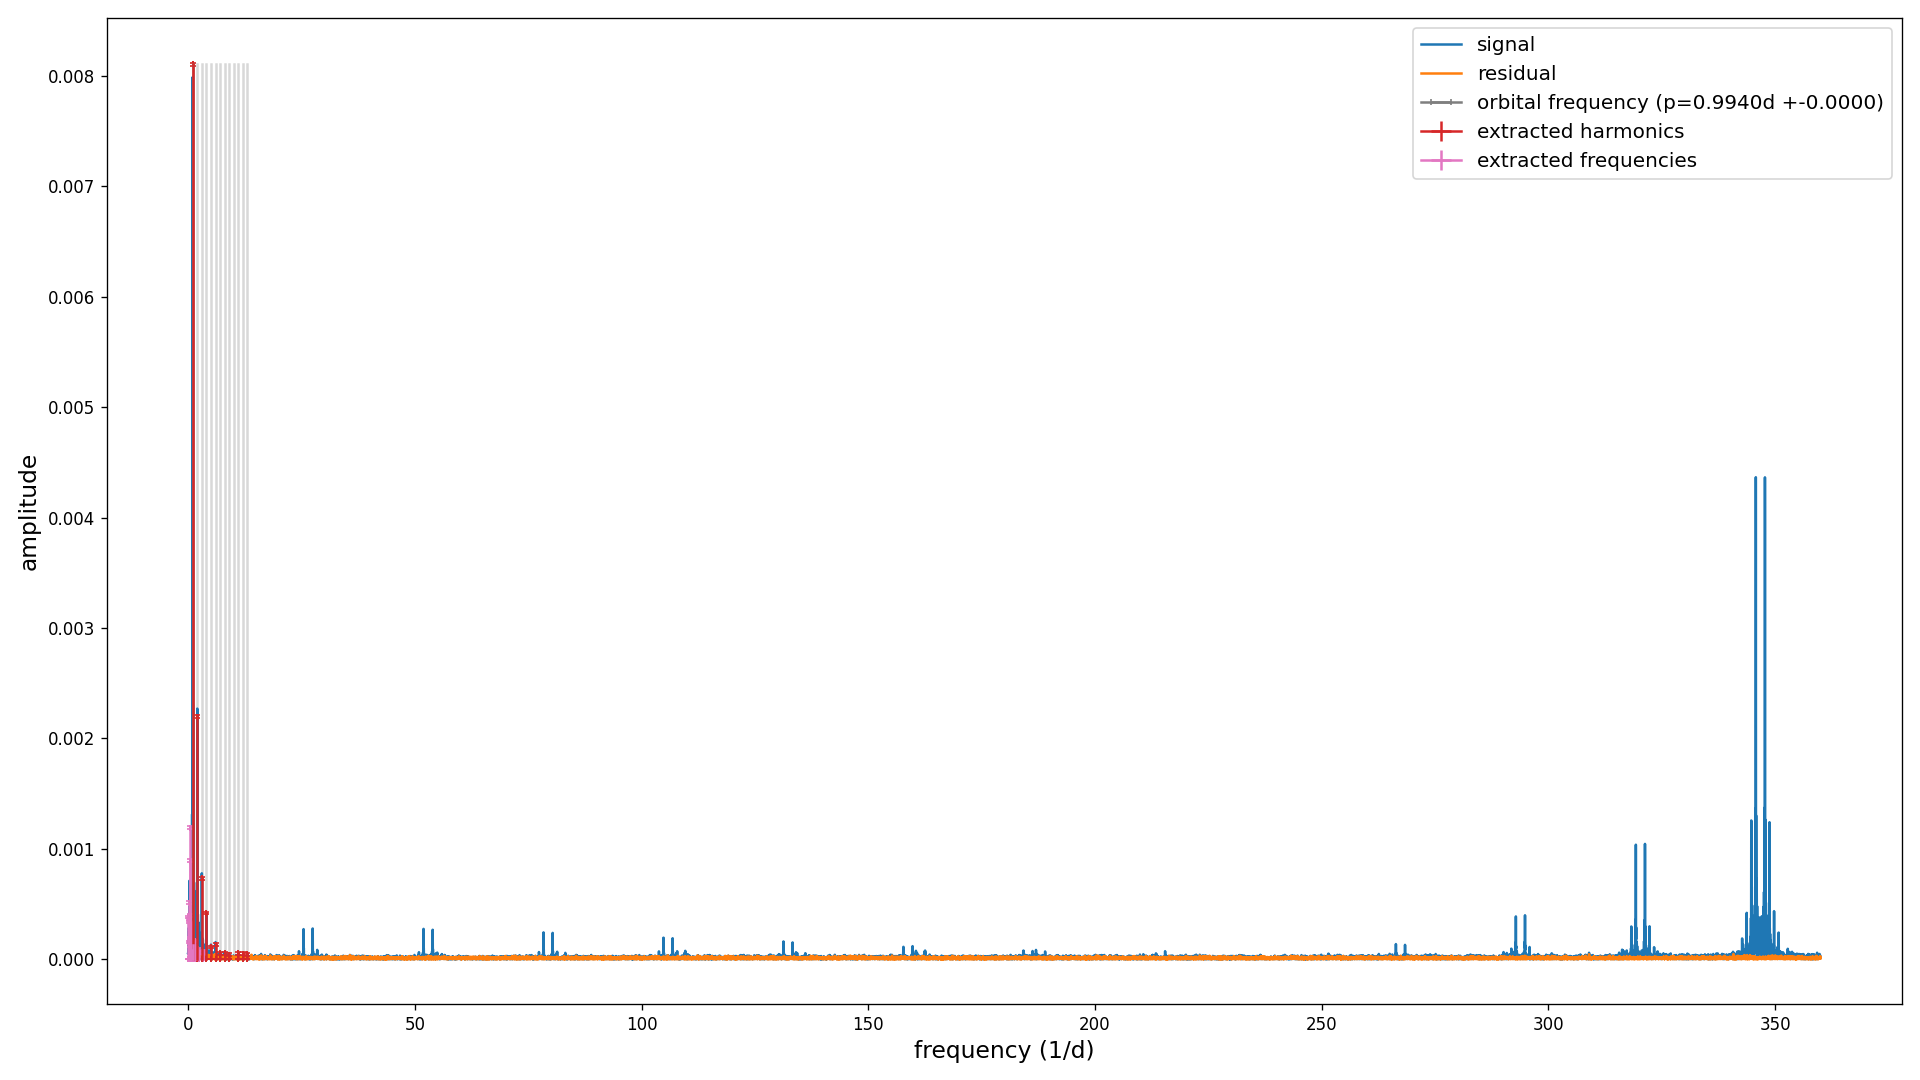 signal
residual
orbital frequency (p=0.9940d +-0.0000)
extracted harmonics
extracted frequencies
0.008
0.007
0.006
0.005
0.004
0.003
0.002
0.001
0.000
amplitude
0 50 100 150 200 250 300 350
frequency (1/d)